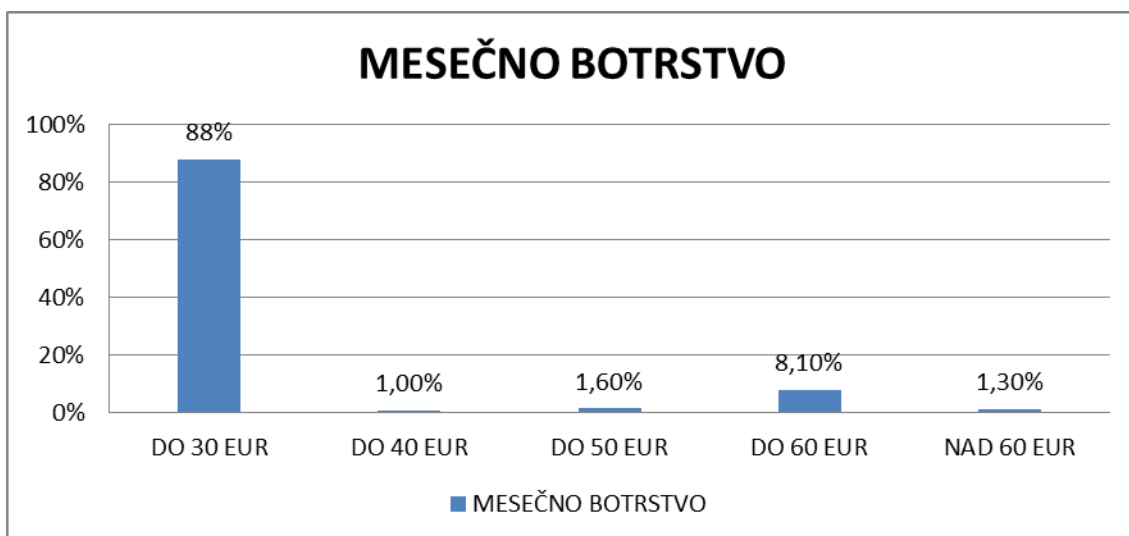 MESEČNO BOTRSTVO
100%
88%
80%
60%
40%
20%
8,10%
1,00%
1,60%
1,30%
0%
DO 30 EUR
DO 40 EUR
DO 50 EUR
DO 60 EUR
NAD 60 EUR
MESEČNO BOTRSTVO